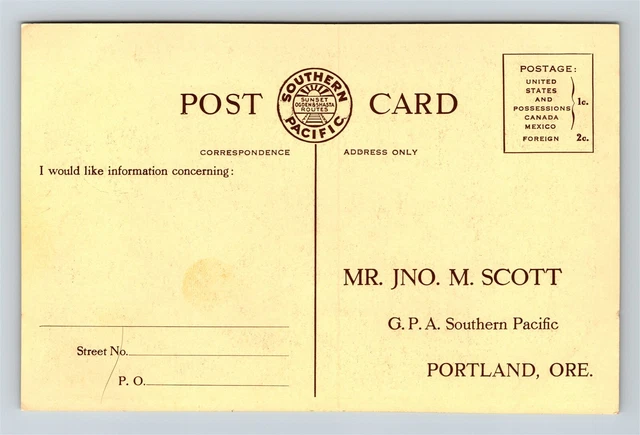 POST CARD
SOUTHERN PACIFIC
SUNSET
OGDEN & SHASTA
ROUTES
POSTAGE:
UNITED
STATES
AND
POSSESSIONS
CANADA
MEXICO
1c.
FOREIGN 2c.
CORRESPONDENCE
ADDRESS ONLY
I would like information concerning:
MR. JNO. M. SCOTT
G. P. A. Southern Pacific
PORTLAND, ORE.
Street No.
P. O.